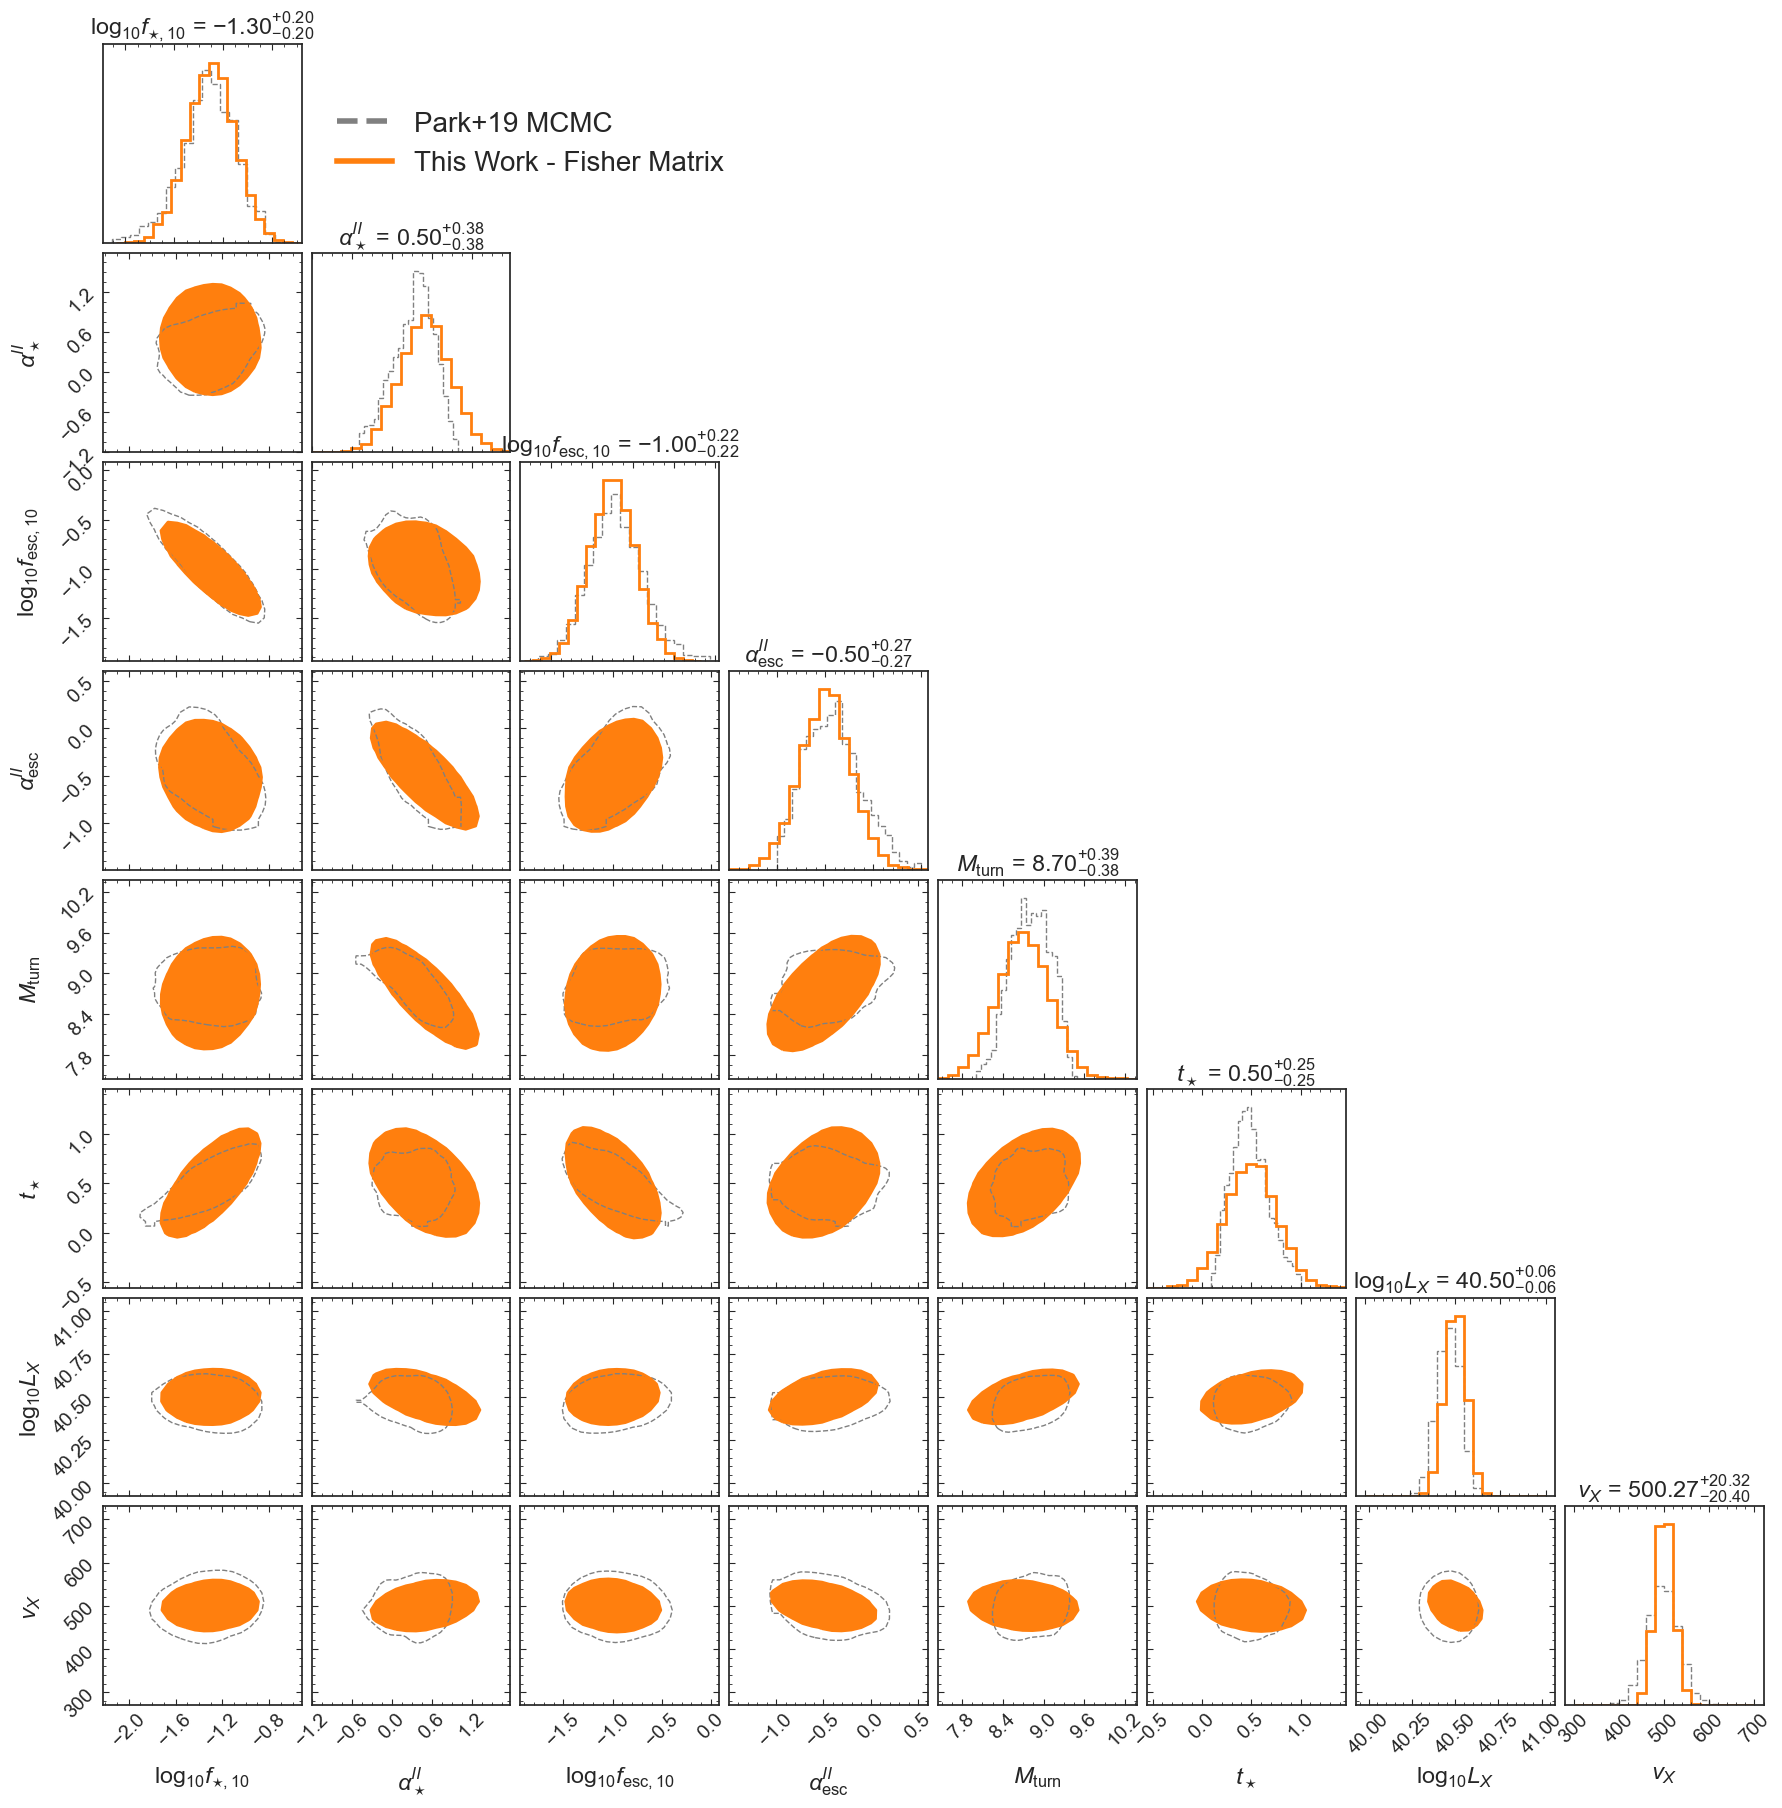 log₁₀f⋆, 10 = −1.30 +0.20 −0.20
Park+19 MCMC
This Work - Fisher Matrix
α⋆^II = 0.50 +0.38 −0.38
1.2
0.6
0.0
−0.6
−1.2
α⋆^II
log₁₀fesc, 10 = −1.00 +0.22 −0.22
0.0
−0.5
−1.0
−1.5
log₁₀fesc, 10
αesc^II = −0.50 +0.27 −0.27
0.5
0.0
−0.5
−1.0
αesc^II
Mturn = 8.70 +0.39 −0.38
10.2
9.6
9.0
8.4
7.8
Mturn
t⋆ = 0.50 +0.25 −0.25
1.0
0.5
0.0
−0.5
t⋆
log₁₀LX = 40.50 +0.06 −0.06
41.00
40.75
40.50
40.25
40.00
log₁₀LX
vX = 500.27 +20.32 −20.40
700
600
500
400
300
vX
−2.0 −1.6 −1.2 −0.8 −1.2 −0.6 0.0 0.6 1.2 −1.5 −1.0 −0.5 0.0 −1.0 −0.5 0.0 0.5 7.8 8.4 9.0 9.6 10.2 −0.5 0.0 0.5 1.0 40.00 40.25 40.50 40.75 41.00 300 400 500 600 700
log₁₀f⋆, 10 α⋆^II log₁₀fesc, 10 αesc^II Mturn t⋆ log₁₀LX vX